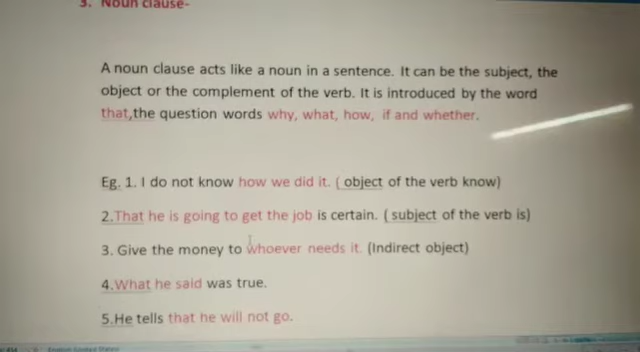 3. Noun clause-
A noun clause acts like a noun in a sentence. It can be the subject, the
object or the complement of the verb. It is introduced by the word
that,the question words why, what, how, if and whether.
Eg. 1. I do not know how we did it. ( object of the verb know)
2.That he is going to get the job is certain. ( subject of the verb is)
3. Give the money to whoever needs it. (Indirect object)
4.What he said was true.
5.He tells that he will not go.